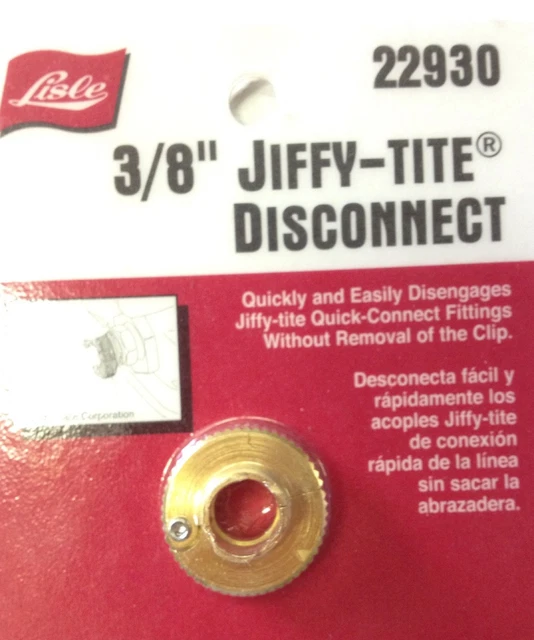 Lisle
22930
3/8" JIFFY-TITE®
DISCONNECT
Quickly and Easily Disengages
Jiffy-tite Quick-Connect Fittings
Without Removal of the Clip.
Desconecta fácil y
rápidamente los
acoples Jiffy-tite
de conexión
rápida de la línea
sin sacar la
abrazadera.
Corporation